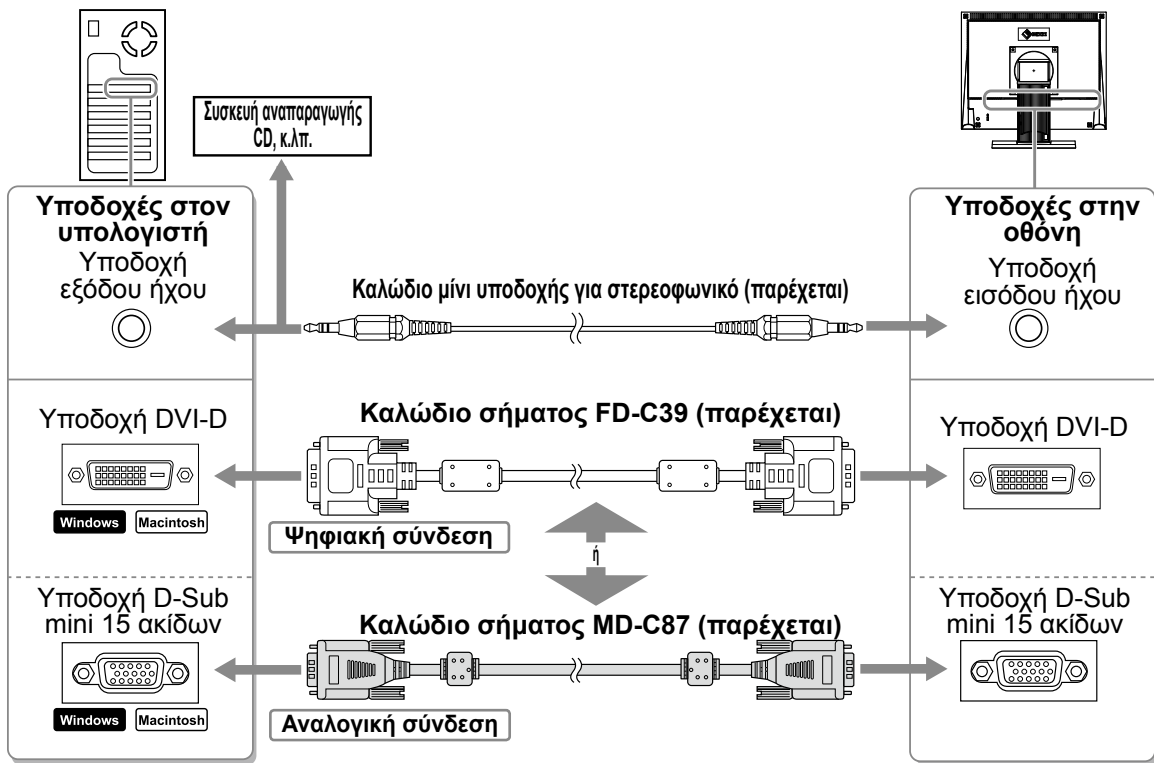 Συσκευή αναπαραγωγής
CD, κ.λπ.
Υποδοχές στον
υπολογιστή
Υποδοχή
εξόδου ήχου
Υποδοχές στην
οθόνη
Υποδοχή
εισόδου ήχου
Καλώδιο μίνι υποδοχής για στερεοφωνικό (παρέχεται)
Υποδοχή DVI-D
Windows
Macintosh
Καλώδιο σήματος FD-C39 (παρέχεται)
Ψηφιακή σύνδεση
Υποδοχή DVI-D
ή
Υποδοχή D-Sub
mini 15 ακίδων
Windows
Macintosh
Καλώδιο σήματος MD-C87 (παρέχεται)
Αναλογική σύνδεση
Υποδοχή D-Sub
mini 15 ακίδων